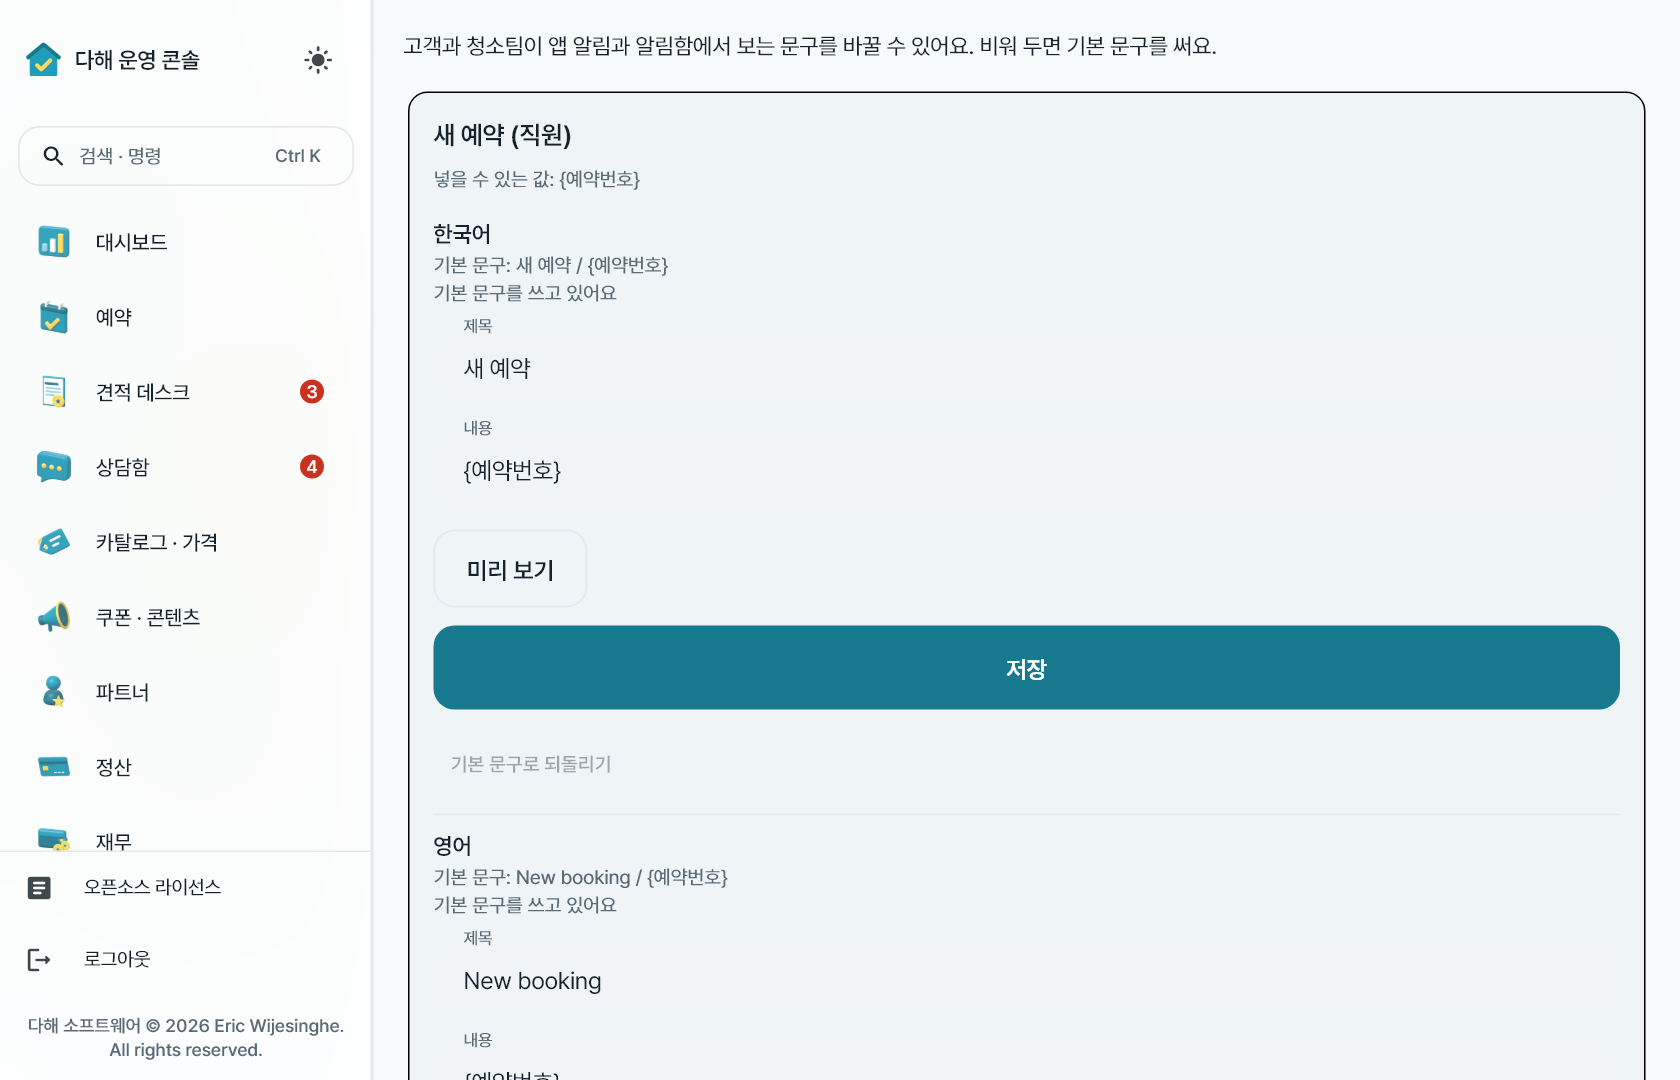 다해 운영 콘솔
검색 · 명령
Ctrl K
대시보드
예약
견적 데스크
3
상담함
4
카탈로그 · 가격
쿠폰 · 콘텐츠
파트너
정산
재무
오픈소스 라이선스
로그아웃
다해 소프트웨어 © 2026 Eric Wijesinghe.
All rights reserved.
고객과 청소팀이 앱 알림과 알림함에서 보는 문구를 바꿀 수 있어요. 비워 두면 기본 문구를 써요.
새 예약 (직원)
넣을 수 있는 값: {예약번호}
한국어
기본 문구: 새 예약 / {예약번호}
기본 문구를 쓰고 있어요
제목
새 예약
내용
{예약번호}
미리 보기
저장
기본 문구로 되돌리기
영어
기본 문구: New booking / {예약번호}
기본 문구를 쓰고 있어요
제목
New booking
내용
{예약번호}